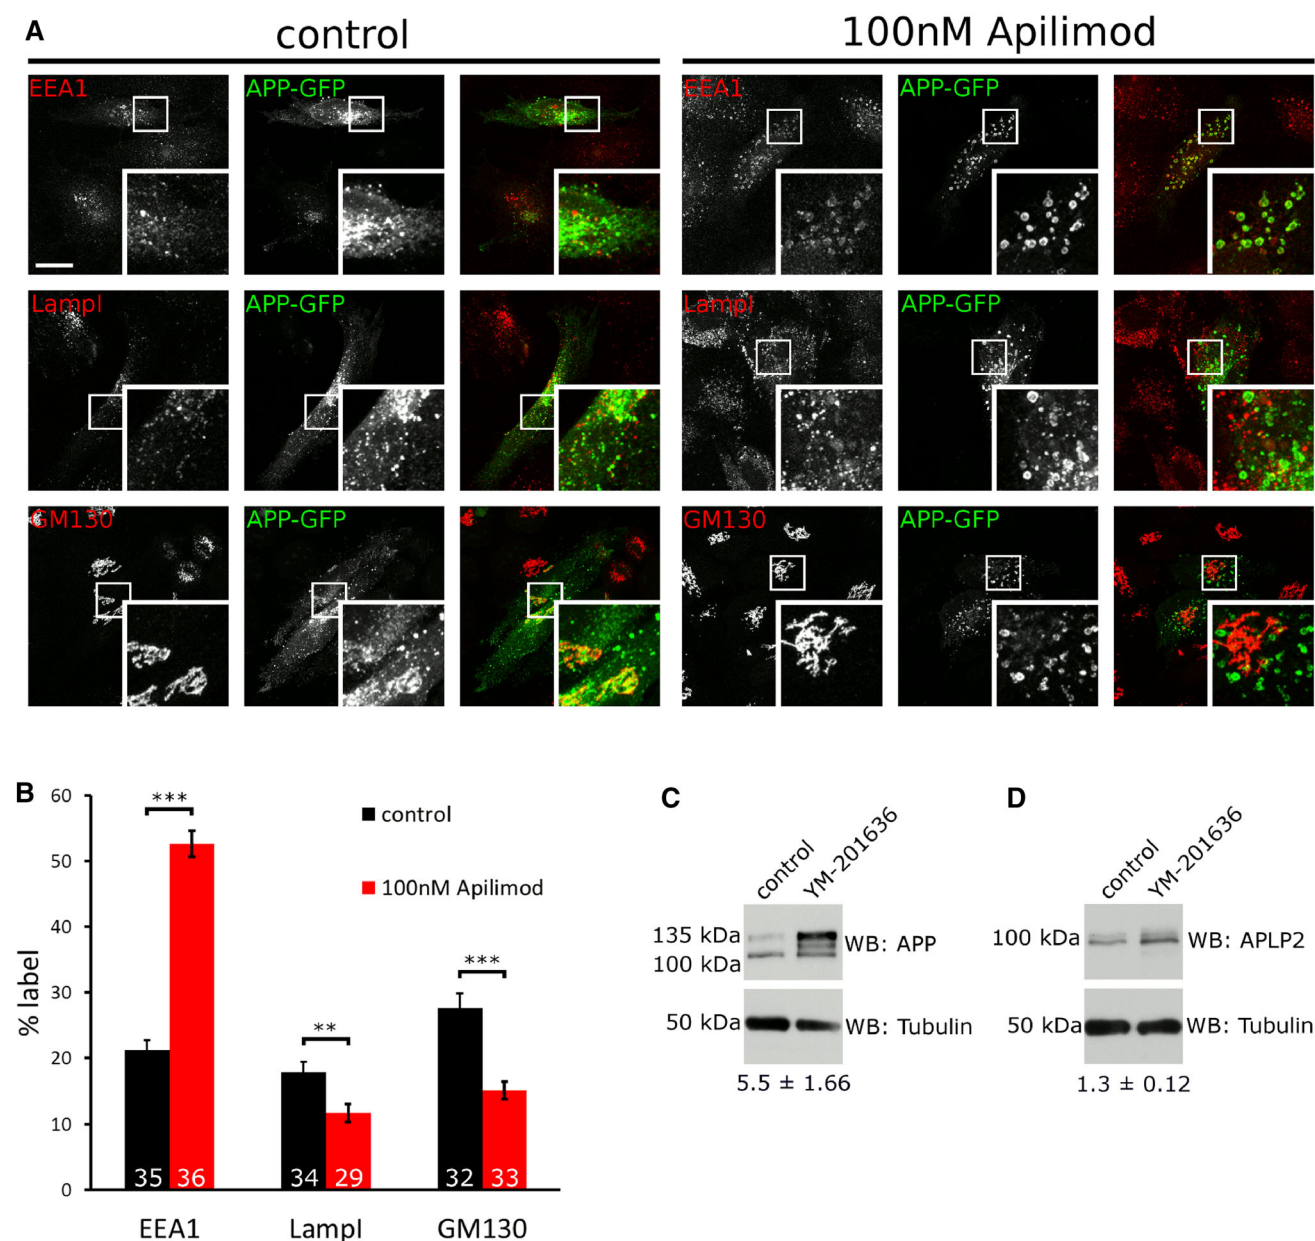 A
control
100nM Apilimod
EEA1
APP-GFP
EEA1
APP-GFP
LampI
APP-GFP
LampI
APP-GFP
GM130
APP-GFP
GM130
APP-GFP
B
60
50
40
30
20
10
0
% label
***
**
***
control
100nM Apilimod
35
36
34
29
32
33
EEA1
LampI
GM130
C
control
YM-201636
135 kDa
100 kDa
WB: APP
50 kDa
WB: Tubulin
5.5 ± 1.66
D
control
YM-201636
100 kDa
WB: APLP2
50 kDa
WB: Tubulin
1.3 ± 0.12